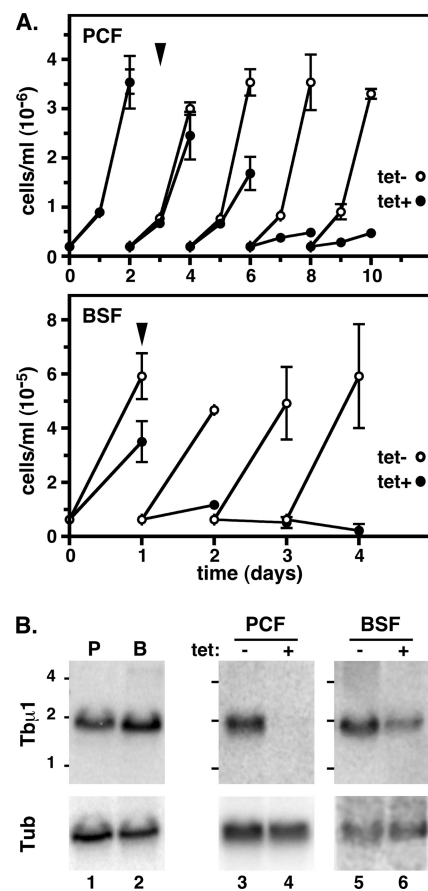 A.
PCF
cells/ml (10-6)
4
3
2
1
0
tet-
tet+
0 2 4 6 8 10
BSF
cells/ml (10-5)
8
6
4
2
0
tet-
tet+
0 1 2 3 4
time (days)
B.
PCF BSF
P B tet: - + - +
Tbμ1
4
2
1
Tub
1 2 3 4 5 6